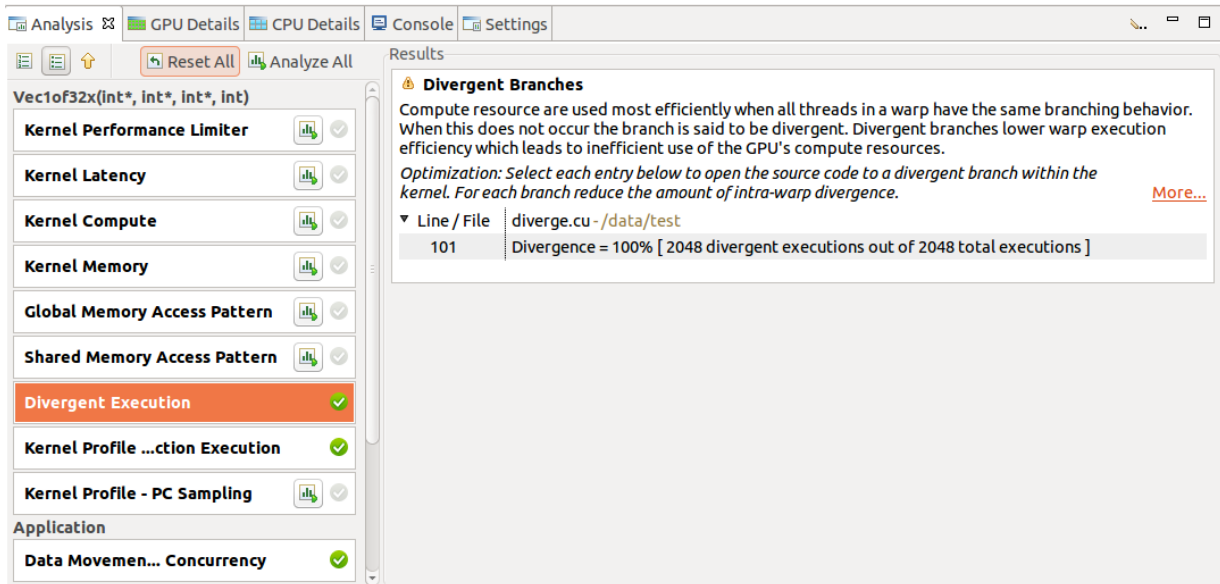 Analysis GPU Details CPU Details Console Settings
Reset All Analyze All
Vec1of32x(int*, int*, int*, int)
Kernel Performance Limiter
Kernel Latency
Kernel Compute
Kernel Memory
Global Memory Access Pattern
Shared Memory Access Pattern
Divergent Execution
Kernel Profile ...ction Execution
Kernel Profile - PC Sampling
Application
Data Movemen... Concurrency
Results
Divergent Branches
Compute resource are used most efficiently when all threads in a warp have the same branching behavior.
When this does not occur the branch is said to be divergent. Divergent branches lower warp execution
efficiency which leads to inefficient use of the GPU's compute resources.
Optimization: Select each entry below to open the source code to a divergent branch within the
kernel. For each branch reduce the amount of intra-warp divergence. More...
Line / File diverge.cu - /data/test
101 Divergence = 100% [ 2048 divergent executions out of 2048 total executions ]